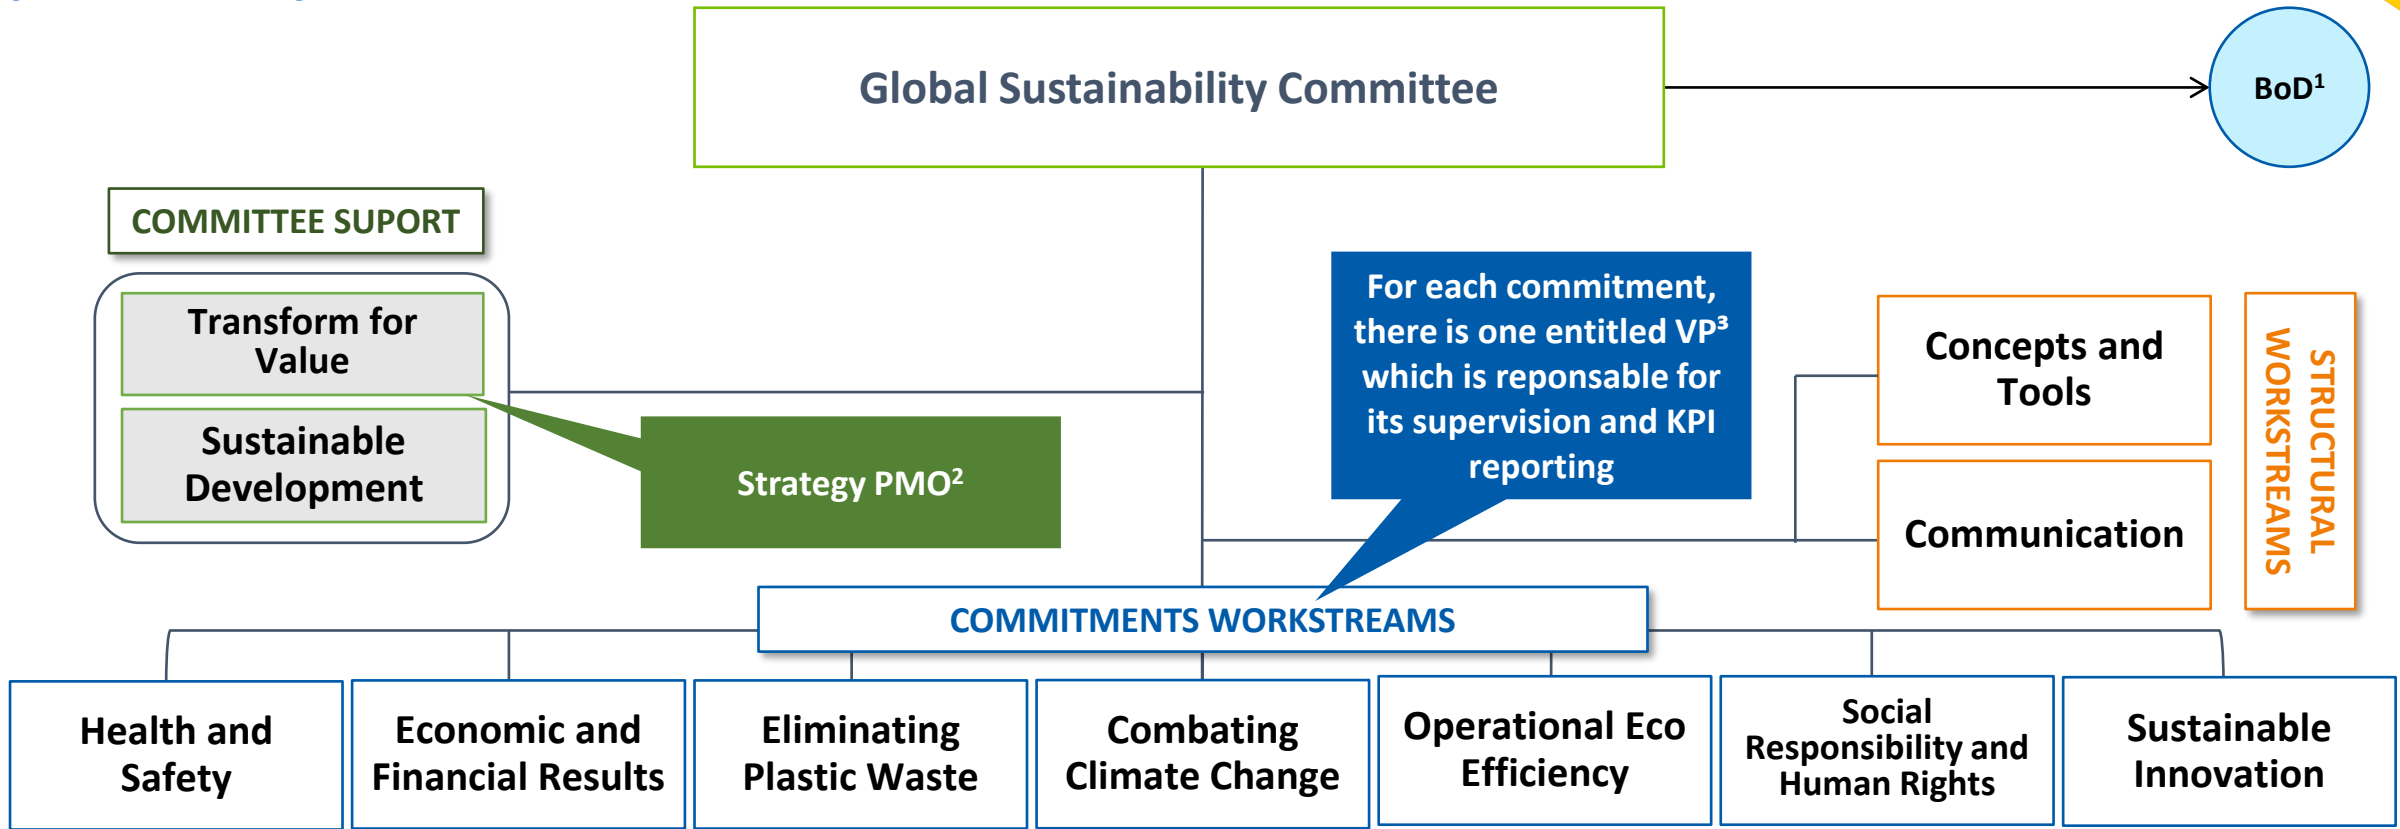 Global Sustainability Committee
BoD¹
COMMITTEE SUPORT
Transform for
Value
Sustainable
Development
Strategy PMO²
For each commitment,
there is one entitled VP³
which is reponsable for
its supervision and KPI
reporting
Concepts and
Tools
Communication
STRUCTURAL
WORKSTREAMS
COMMITMENTS WORKSTREAMS
Health and
Safety
Economic and
Financial Results
Eliminating
Plastic Waste
Combating
Climate Change
Operational Eco
Efficiency
Social
Responsibility and
Human Rights
Sustainable
Innovation